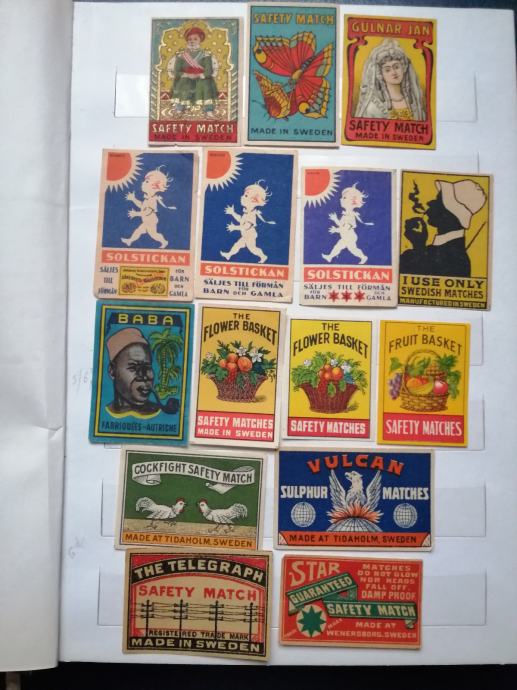 SAFETY MATCH
MADE IN SWEDEN
SAFETY MATCH
MADE IN SWEDEN
GULNAR JAN
SAFETY MATCH
MADE IN SWEDEN
SOLSTICKAN
SÄLJES TILL FÖRMÅN
FÖR BARN OCH GAMLA
SOLSTICKAN
SÄLJES TILL FÖRMÅN
FÖR
BARN OCH GAMLA
SOLSTICKAN
SÄLJES TILL FÖRMÅN
FÖR
BARN OCH GAMLA
I USE ONLY
SWEDISH MATCHES
MANUFACTURED IN SWEDEN
BABA
FABRIQUÉES-AUTRICHE
THE
FLOWER BASKET
SAFETY MATCHES
MADE IN SWEDEN
THE
FLOWER BASKET
SAFETY MATCHES
THE
FRUIT BASKET
SAFETY MATCHES
COCKFIGHT SAFETY MATCH
MADE AT TIDAHOLM, SWEDEN
VULCAN
SULPHUR MATCHES
MADE AT TIDAHOLM, SWEDEN
THE TELEGRAPH
SAFETY MATCH
REGISTERED TRADE MARK
MADE IN SWEDEN
STAR
GUARANTEED
MATCHES
DO NOT GLOW
NOR HEADS
FALL OFF
DAMP PROOF
SAFETY MATCH
MADE AT
WENERSBORG, SWEDEN